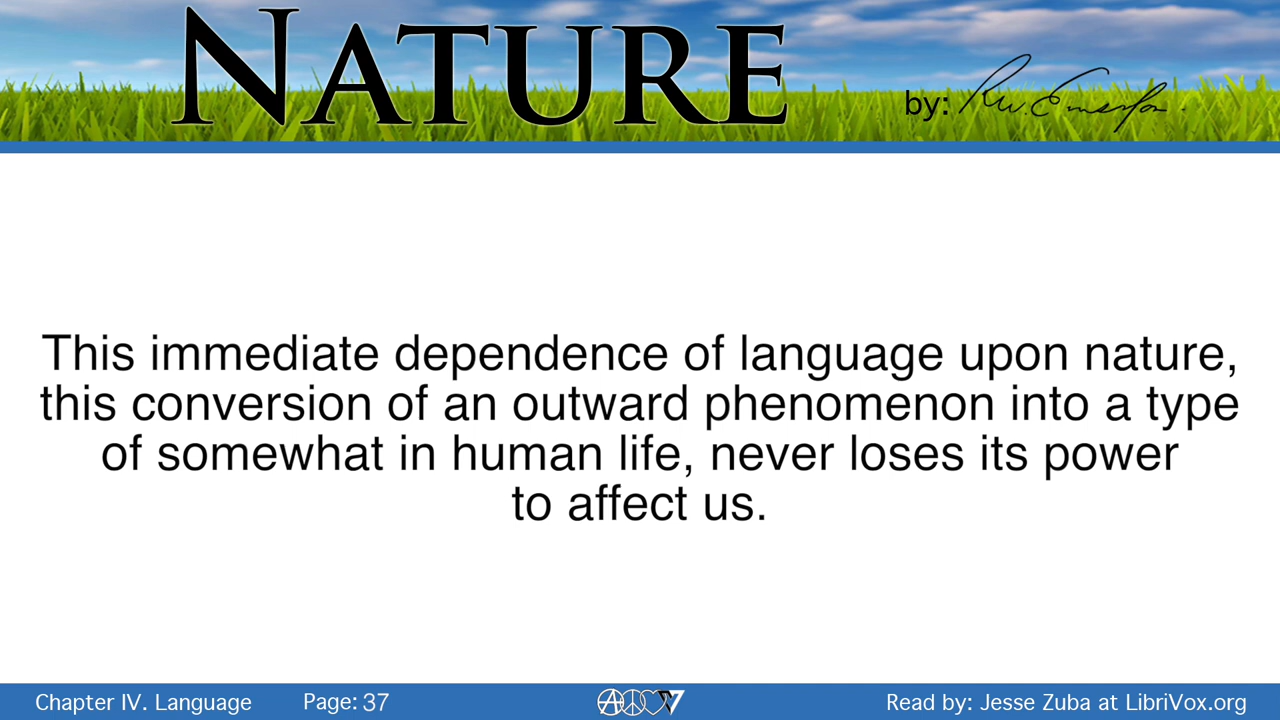 NATURE
by: R.W. Emerson.
This immediate dependence of language upon nature,
this conversion of an outward phenomenon into a type
of somewhat in human life, never loses its power
to affect us.
Chapter IV. Language Page: 37 Read by: Jesse Zuba at LibriVox.org